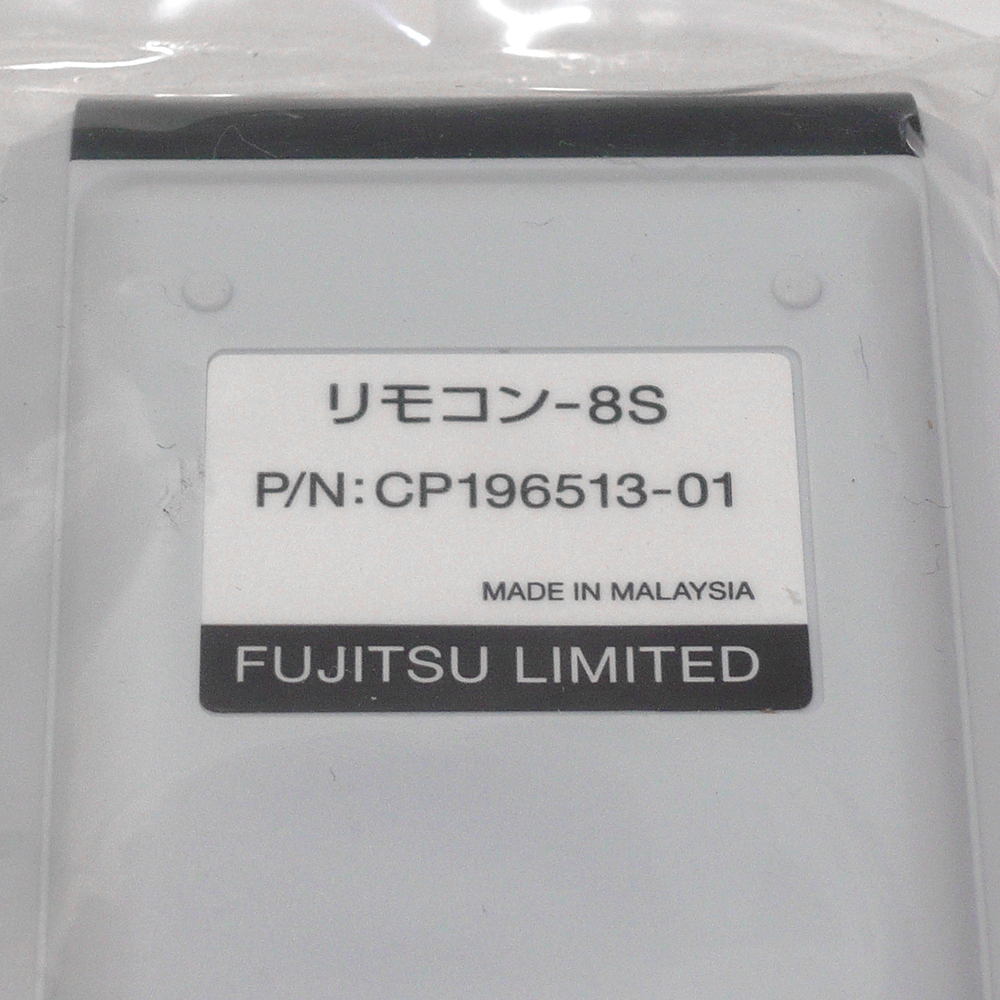 リモコン-8S
P/N:CP196513-01
MADE IN MALAYSIA
FUJITSU LIMITED